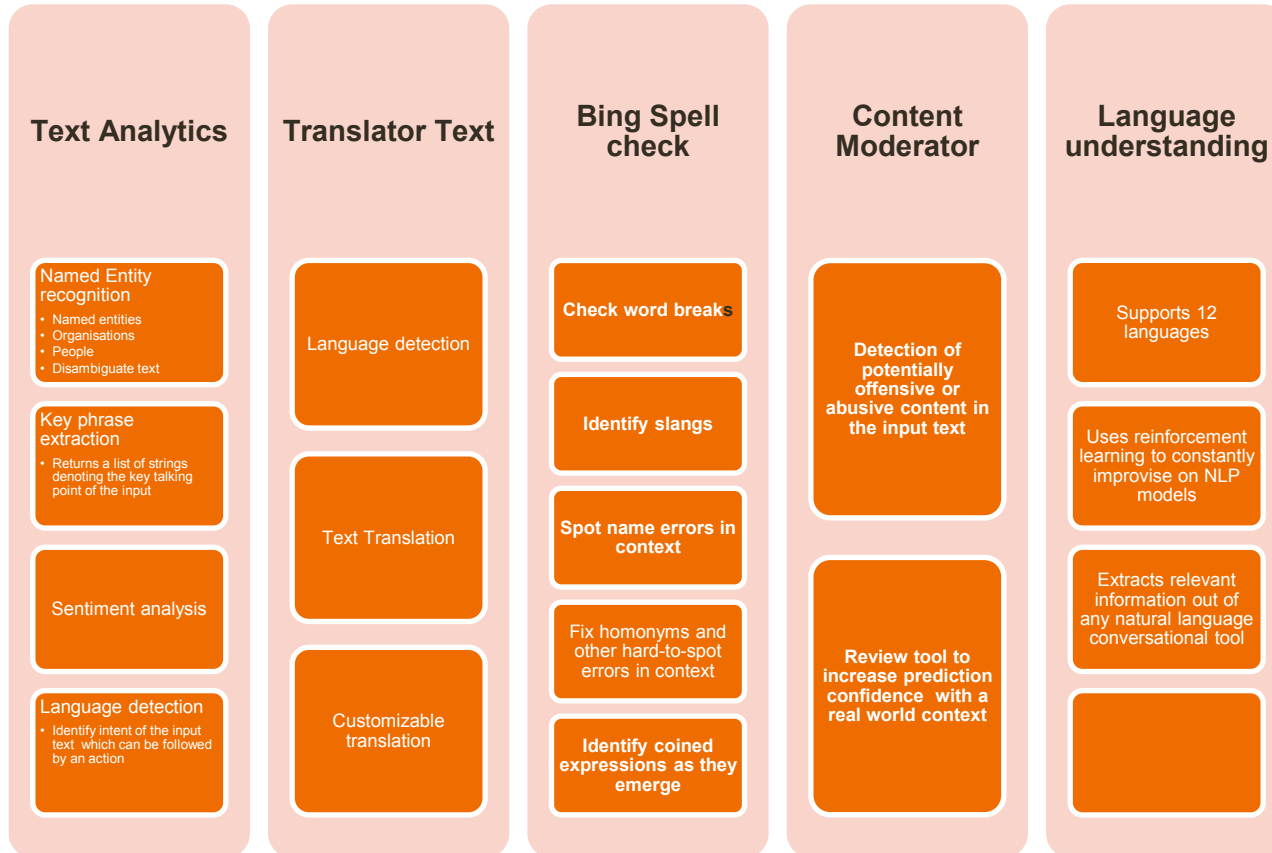 Text Analytics
Named Entity
recognition
• Named entities
• Organisations
• People
• Disambiguate text
Key phrase
extraction
• Returns a list of strings
denoting the key talking
point of the input
Sentiment analysis
Language detection
• Identify intent of the input
text which can be followed
by an action
Translator Text
Language detection
Text Translation
Customizable
translation
Bing Spell
check
Check word breaks
Identify slangs
Spot name errors in
context
Fix homonyms and
other hard-to-spot
errors in context
Identify coined
expressions as they
emerge
Content
Moderator
Detection of
potentially
offensive or
abusive content in
the input text
Review tool to
increase prediction
confidence with a
real world context
Language
understanding
Supports 12
languages
Uses reinforcement
learning to constantly
improvise on NLP
models
Extracts relevant
information out of
any natural language
conversational tool